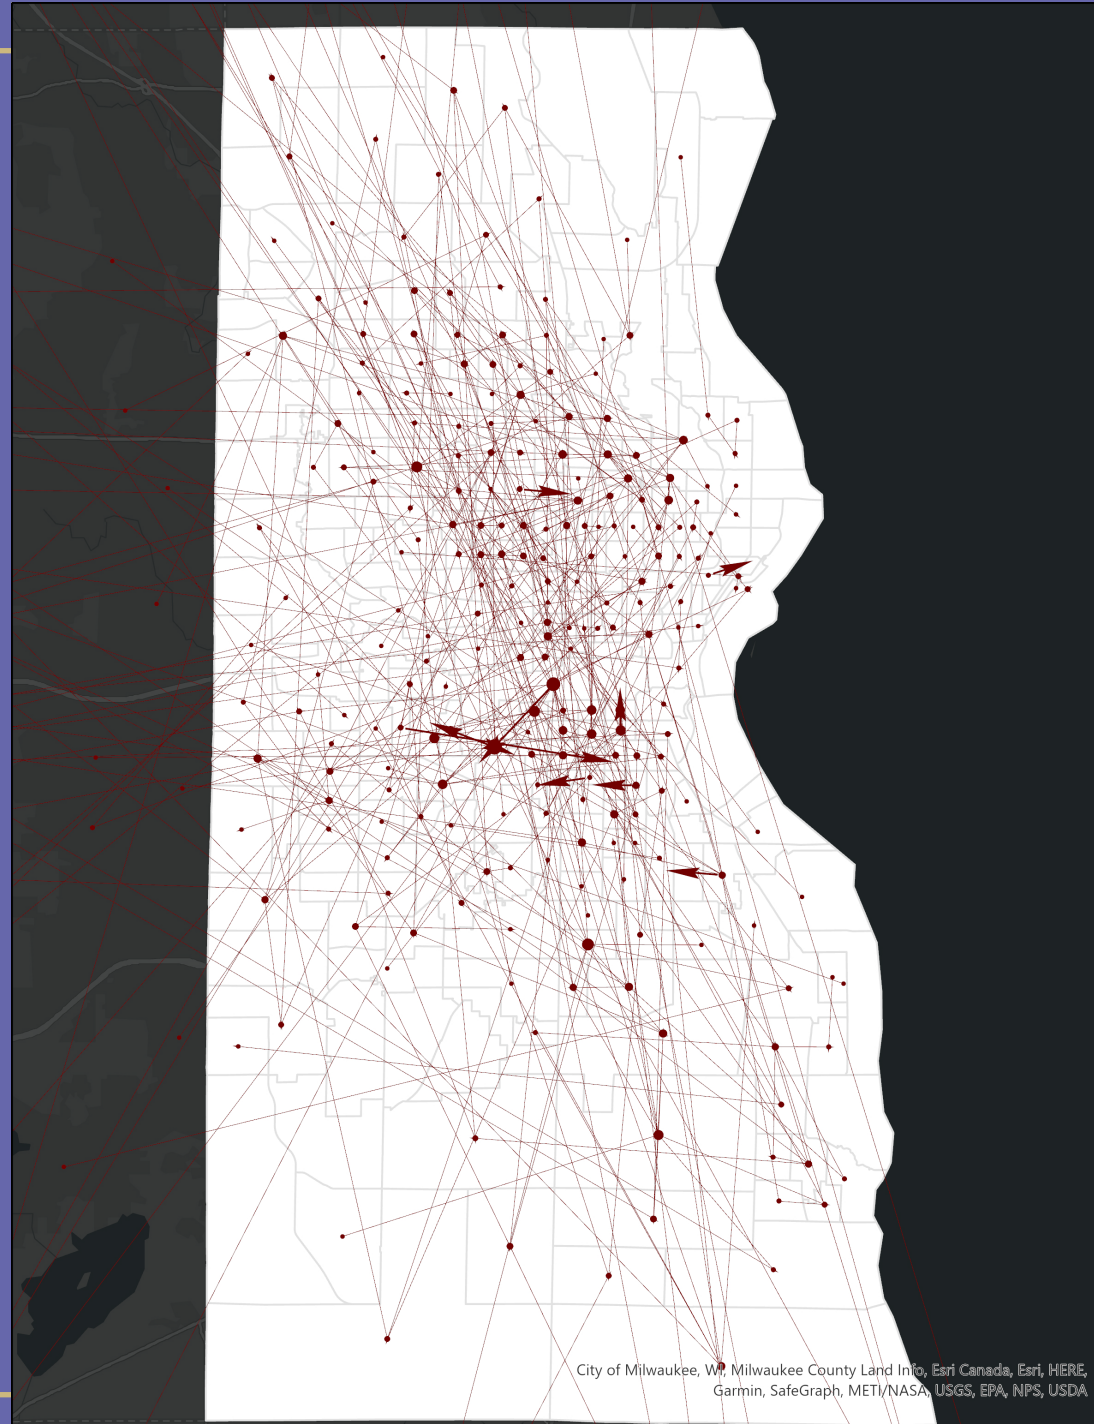 City of Milwaukee, WI, Milwaukee County Land Info, Esri Canada, Esri, HERE,
Garmin, SafeGraph, METI/NASA, USGS, EPA, NPS, USDA